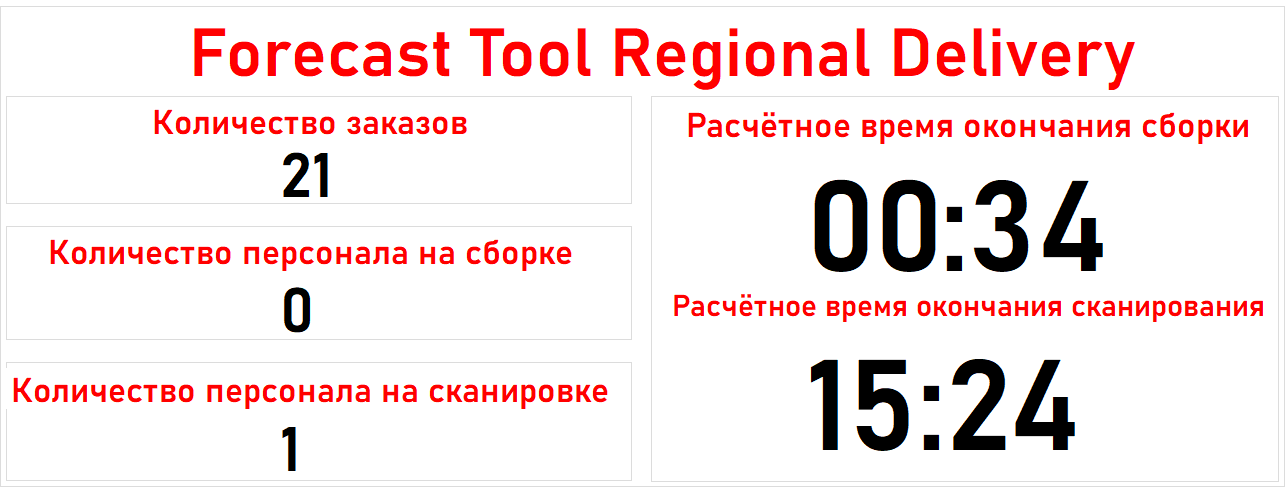 Forecast Tool Regional Delivery
Количество заказов
21
Количество персонала на сборке
0
Количество персонала на сканировке
1
Расчётное время окончания сборки
00:34
Расчётное время окончания сканирования
15:24